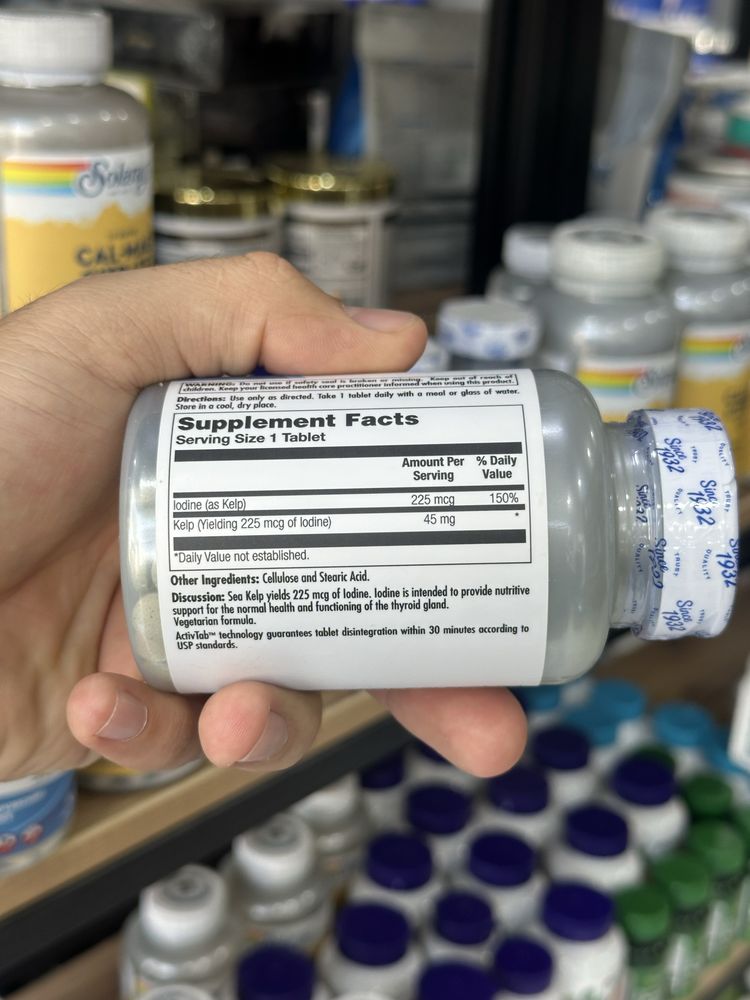 WARNING: Do not use if safety seal is broken or missing. Keep out of reach of
children. Keep your licensed health care practitioner informed when using this product.
Directions: Use only as directed. Take 1 tablet daily with a meal or glass of water.
Store in a cool, dry place.
Supplement Facts
Serving Size 1 Tablet
Amount Per Serving % Daily Value
Iodine (as Kelp) 225 mcg 150%
Kelp (Yielding 225 mcg of Iodine) 45 mg *
*Daily Value not established.
Other Ingredients: Cellulose and Stearic Acid.
Discussion: Sea Kelp yields 225 mcg of Iodine. Iodine is intended to provide nutritive
support for the normal health and functioning of the thyroid gland.
Vegetarian formula.
ActivTab™ technology guarantees tablet disintegration within 30 minutes according to
USP standards.
Since 1932